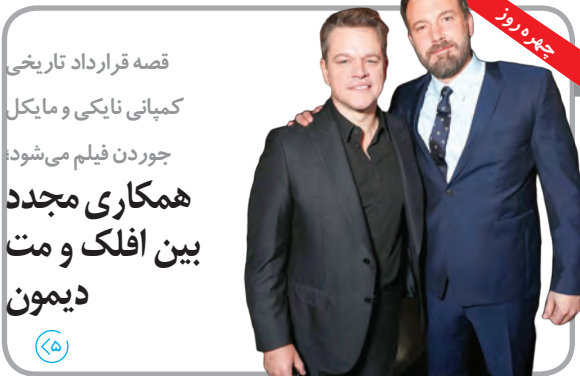 چهره روز
قصه قرارداد تاریخی
کمپانی نایکی و مایکل
جوردن فیلم می‌شود؛
همکاری مجدد
بین افلک و مت
دیمون
۵